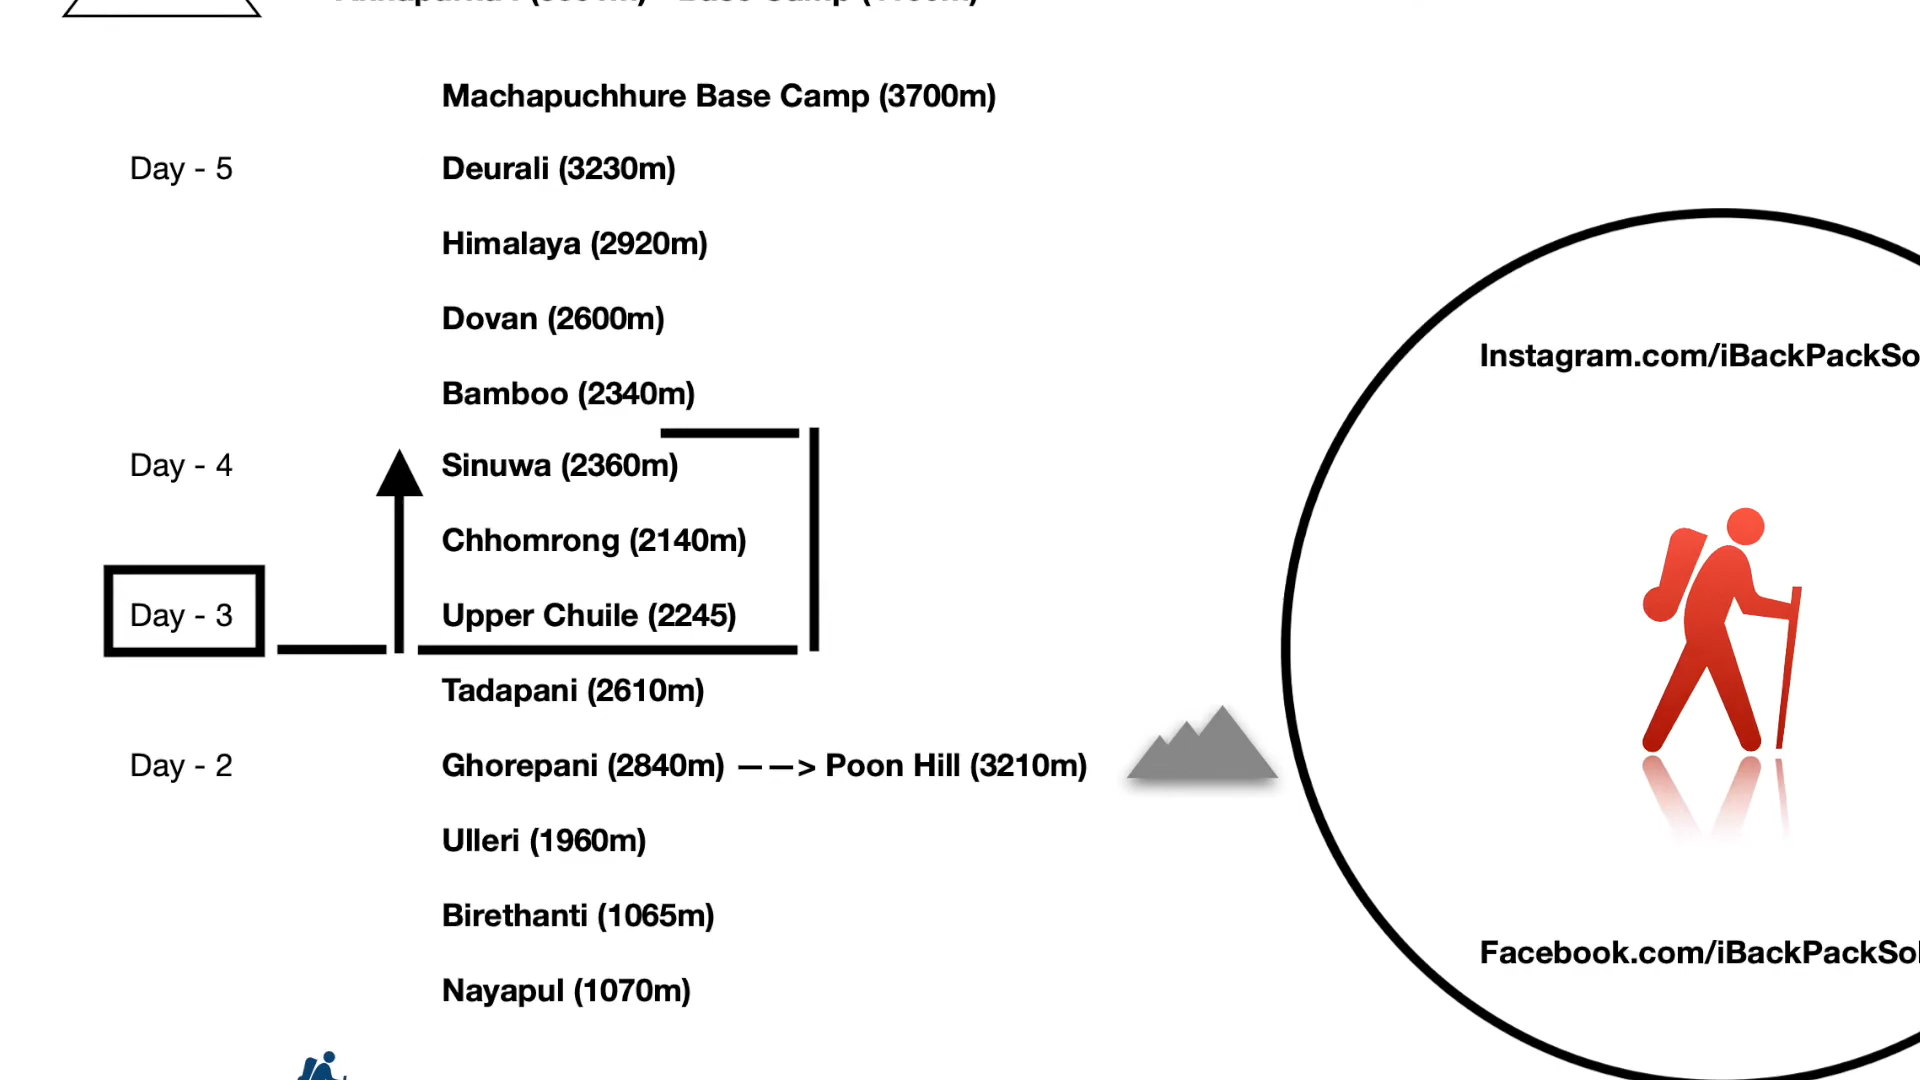 Machapuchhure Base Camp (3700m)
Day - 5 Deurali (3230m)
Himalaya (2920m)
Dovan (2600m)
Instagram.com/iBackPackSo
Bamboo (2340m)
Day - 4 Sinuwa (2360m)
Chhomrong (2140m)
Day - 3 Upper Chuile (2245)
Tadapani (2610m)
Day - 2 Ghorepani (2840m) ——> Poon Hill (3210m)
Ulleri (1960m)
Birethanti (1065m)
Facebook.com/iBackPackSol
Nayapul (1070m)